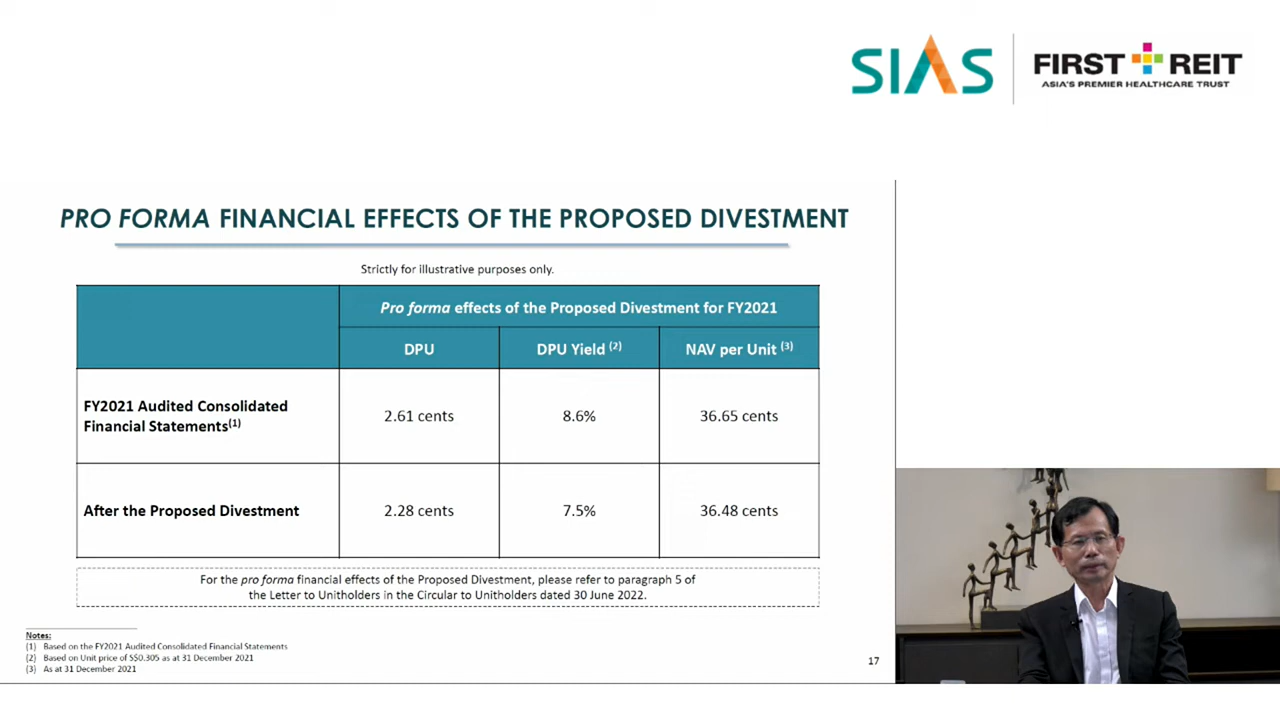 SIAS
FIRST REIT
ASIA'S PREMIER HEALTHCARE TRUST
PRO FORMA FINANCIAL EFFECTS OF THE PROPOSED DIVESTMENT
Strictly for illustrative purposes only.
Pro forma effects of the Proposed Divestment for FY2021
DPU
DPU Yield (2)
NAV per Unit (3)
FY2021 Audited Consolidated
Financial Statements(1)
2.61 cents
8.6%
36.65 cents
After the Proposed Divestment
2.28 cents
7.5%
36.48 cents
For the pro forma financial effects of the Proposed Divestment, please refer to paragraph 5 of
the Letter to Unitholders in the Circular to Unitholders dated 30 June 2022.
Notes:
(1) Based on the FY2021 Audited Consolidated Financial Statements
(2) Based on Unit price of S$0.305 as at 31 December 2021
(3) As at 31 December 2021
17